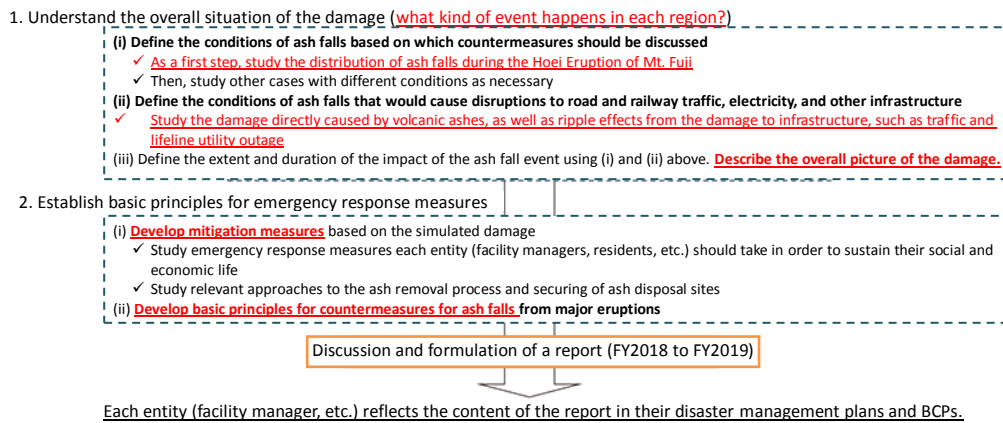 1. Understand the overall situation of the damage (what kind of event happens in each region?)
(i) Define the conditions of ash falls based on which countermeasures should be discussed
✓ As a first step, study the distribution of ash falls during the Hoei Eruption of Mt. Fuji
✓ Then, study other cases with different conditions as necessary
(ii) Define the conditions of ash falls that would cause disruptions to road and railway traffic, electricity, and other infrastructure
✓ Study the damage directly caused by volcanic ashes, as well as ripple effects from the damage to infrastructure, such as traffic and
lifeline utility outage
(iii) Define the extent and duration of the impact of the ash fall event using (i) and (ii) above. Describe the overall picture of the damage.
2. Establish basic principles for emergency response measures
(i) Develop mitigation measures based on the simulated damage
✓ Study emergency response measures each entity (facility managers, residents, etc.) should take in order to sustain their social and
economic life
✓ Study relevant approaches to the ash removal process and securing of ash disposal sites
(ii) Develop basic principles for countermeasures for ash falls from major eruptions
Discussion and formulation of a report (FY2018 to FY2019)
Each entity (facility manager, etc.) reflects the content of the report in their disaster management plans and BCPs.